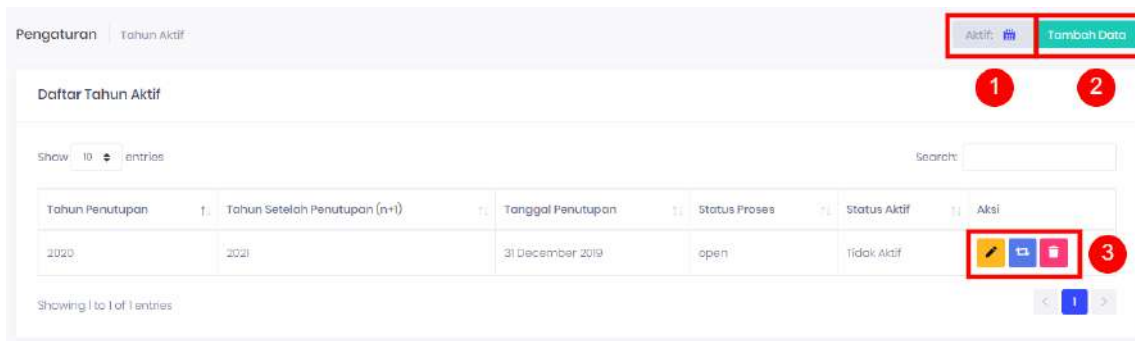 Pengaturan Tahun Aktif Aktif: Tambah Data
1 2
Daftar Tahun Aktif
Show 10 entries Search:
Tahun Penutupan Tahun Setelah Penutupan (n+1) Tanggal Penutupan Status Proses Status Aktif Aksi
2020 2021 31 December 2019 open Tidak Aktif 3
Showing 1 to 1 of 1 entries < 1 >